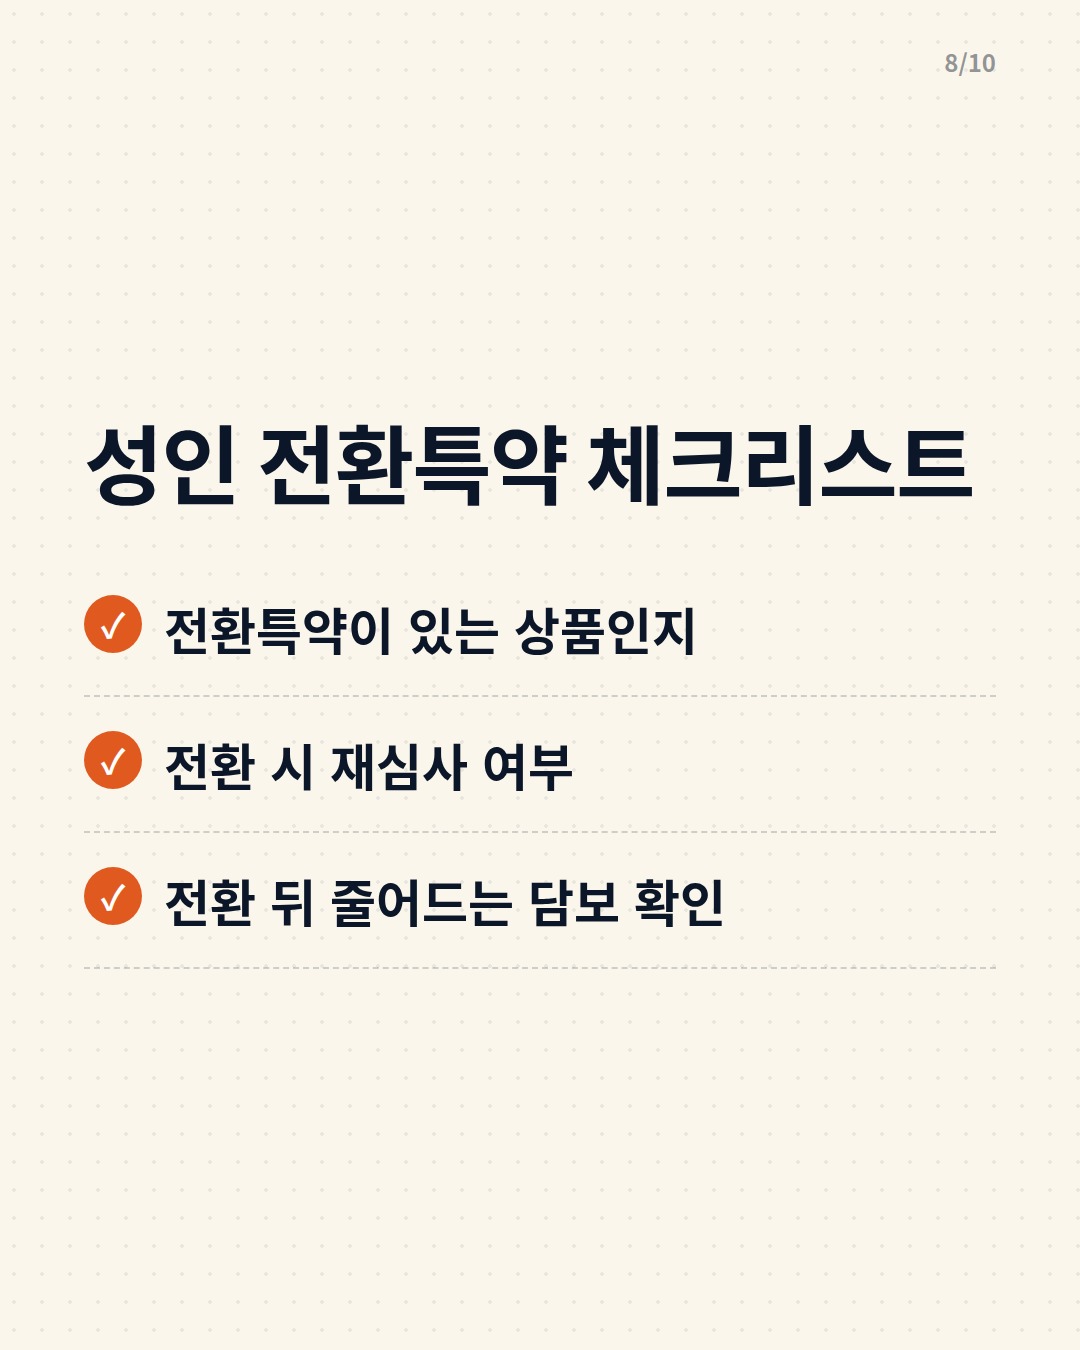 8/10
성인 전환특약 체크리스트
✓ 전환특약이 있는 상품인지
✓ 전환 시 재심사 여부
✓ 전환 뒤 줄어드는 담보 확인